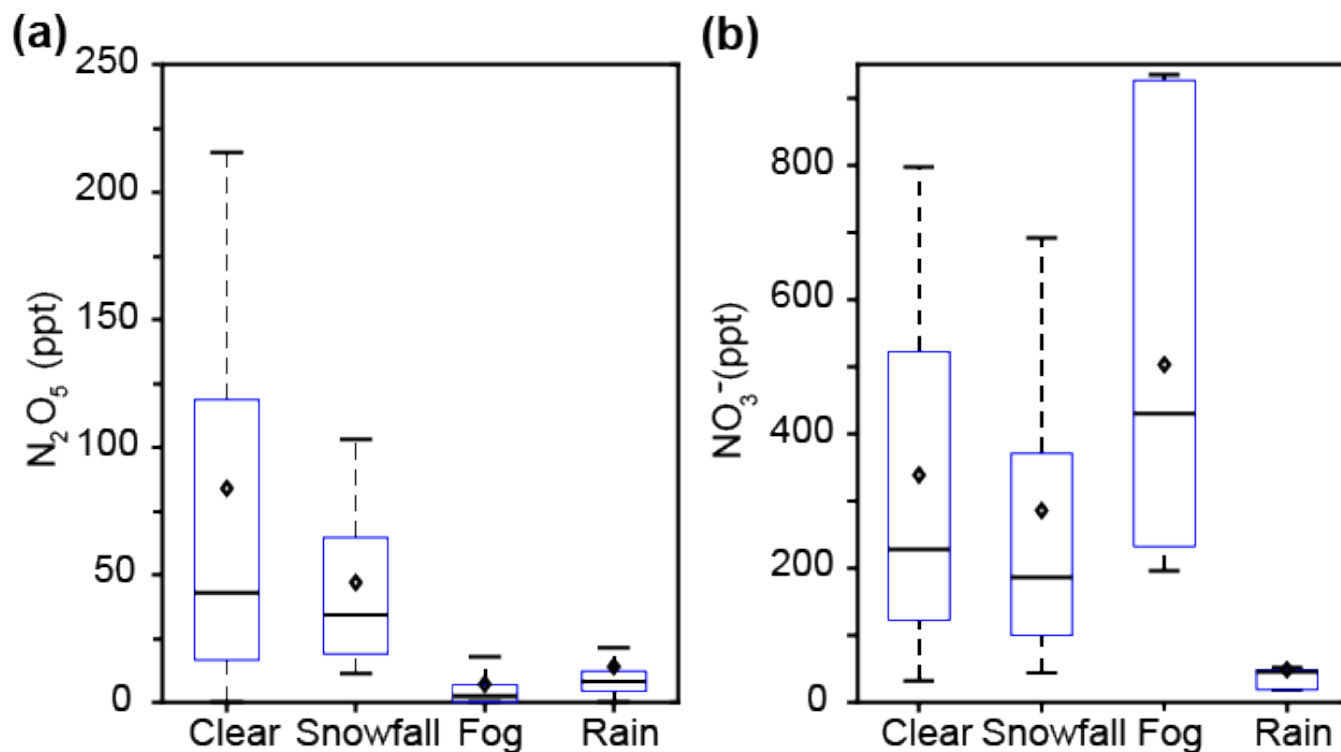 (a)
250
200
150
100
50
0
N₂O₅ (ppt)
Clear Snowfall Fog Rain
(b)
800
600
400
200
0
NO₃⁻(ppt)
Clear Snowfall Fog Rain